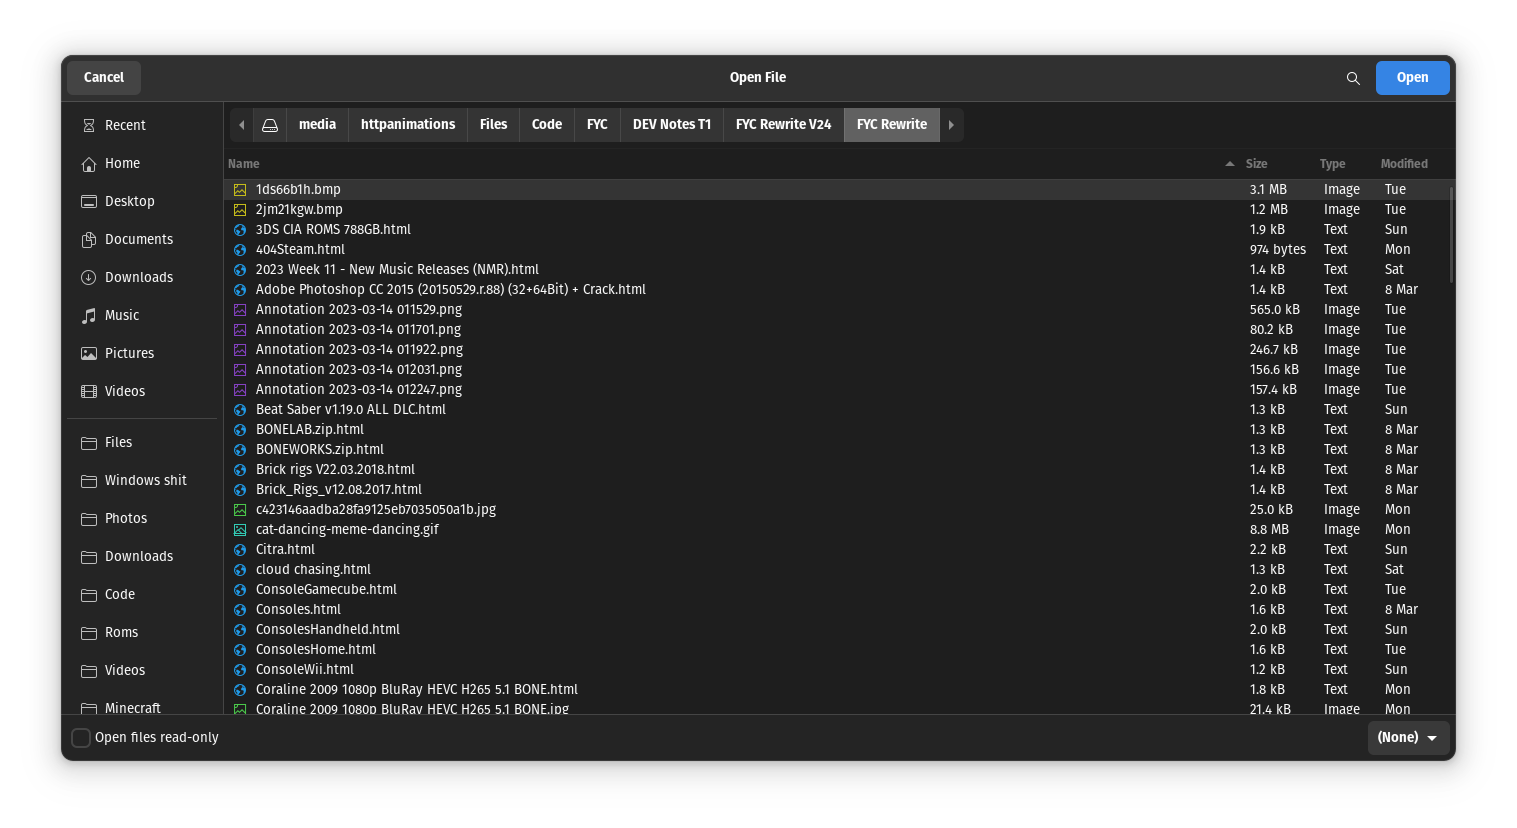 Cancel
Open File
Open
Recent
Home
Desktop
Documents
Downloads
Music
Pictures
Videos
Files
Windows shit
Photos
Downloads
Code
Roms
Videos
Minecraft
media httpanimations Files Code FYC DEV Notes T1 FYC Rewrite V24 FYC Rewrite
Name Size Type Modified
1ds66b1h.bmp 3.1 MB Image Tue
2jm21kgw.bmp 1.2 MB Image Tue
3DS CIA ROMS 788GB.html 1.9 kB Text Sun
404Steam.html 974 bytes Text Mon
2023 Week 11 - New Music Releases (NMR).html 1.4 kB Text Sat
Adobe Photoshop CC 2015 (20150529.r.88) (32+64Bit) + Crack.html 1.4 kB Text 8 Mar
Annotation 2023-03-14 011529.png 565.0 kB Image Tue
Annotation 2023-03-14 011701.png 80.2 kB Image Tue
Annotation 2023-03-14 011922.png 246.7 kB Image Tue
Annotation 2023-03-14 012031.png 156.6 kB Image Tue
Annotation 2023-03-14 012247.png 157.4 kB Image Tue
Beat Saber v1.19.0 ALL DLC.html 1.3 kB Text Sun
BONELAB.zip.html 1.3 kB Text 8 Mar
BONEWORKS.zip.html 1.3 kB Text 8 Mar
Brick rigs V22.03.2018.html 1.4 kB Text 8 Mar
Brick_Rigs_v12.08.2017.html 1.4 kB Text 8 Mar
c423146aadba28fa9125eb7035050a1b.jpg 25.0 kB Image Mon
cat-dancing-meme-dancing.gif 8.8 MB Image Mon
Citra.html 2.2 kB Text Sun
cloud chasing.html 1.3 kB Text Sat
ConsoleGamecube.html 2.0 kB Text Tue
Consoles.html 1.6 kB Text 8 Mar
ConsolesHandheld.html 2.0 kB Text Sun
ConsolesHome.html 1.6 kB Text Tue
ConsoleWii.html 1.2 kB Text Sun
Coraline 2009 1080p BluRay HEVC H265 5.1 BONE.html 1.8 kB Text Mon
Coraline 2009 1080p BluRay HEVC H265 5.1 BONE.jpg 21.4 kB Image Mon
Open files read-only
(None)